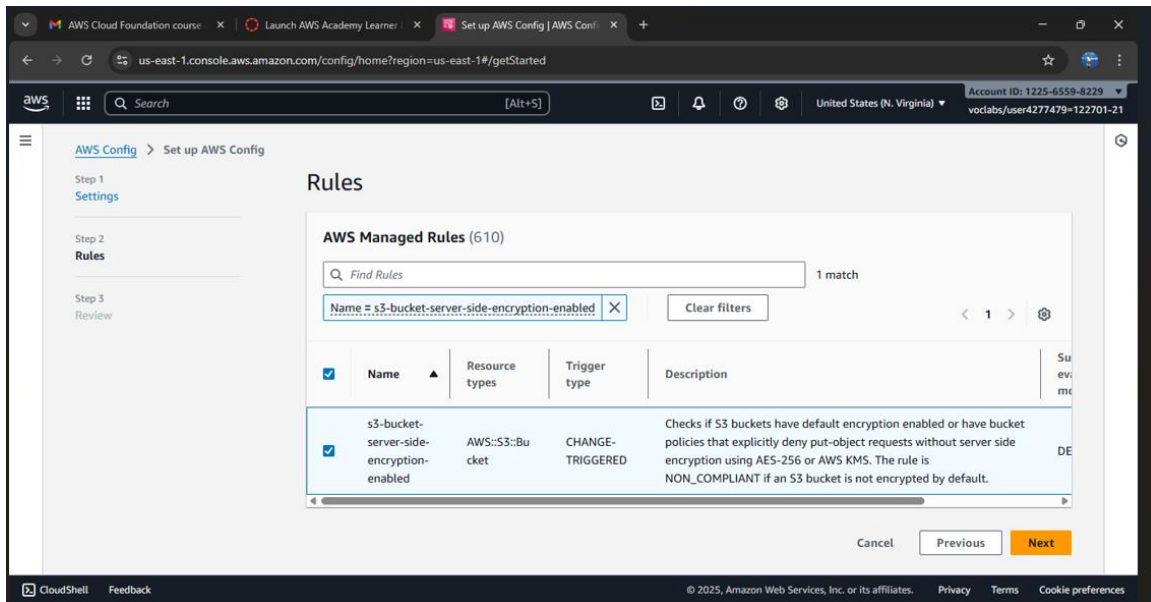 AWS Cloud Foundation course
Launch AWS Academy Learner
Set up AWS Config | AWS Confi
us-east-1.console.aws.amazon.com/config/home?region=us-east-1#/getStarted
aws
Search
[Alt+S]
United States (N. Virginia)
Account ID: 1225-6559-8229
voclabs/user4277479=122701-21
AWS Config > Set up AWS Config
Step 1
Settings
Step 2
Rules
Step 3
Review
Rules
AWS Managed Rules (610)
Find Rules
1 match
Name = s3-bucket-server-side-encryption-enabled
Clear filters
1
Name
Resource types
Trigger type
Description
Su
eva
mo
s3-bucket-
server-side-
encryption-
enabled
AWS::S3::Bu
cket
CHANGE-
TRIGGERED
Checks if S3 buckets have default encryption enabled or have bucket
policies that explicitly deny put-object requests without server side
encryption using AES-256 or AWS KMS. The rule is
NON_COMPLIANT if an S3 bucket is not encrypted by default.
DE
Cancel
Previous
Next
CloudShell
Feedback
© 2025, Amazon Web Services, Inc. or its affiliates.
Privacy
Terms
Cookie preferences